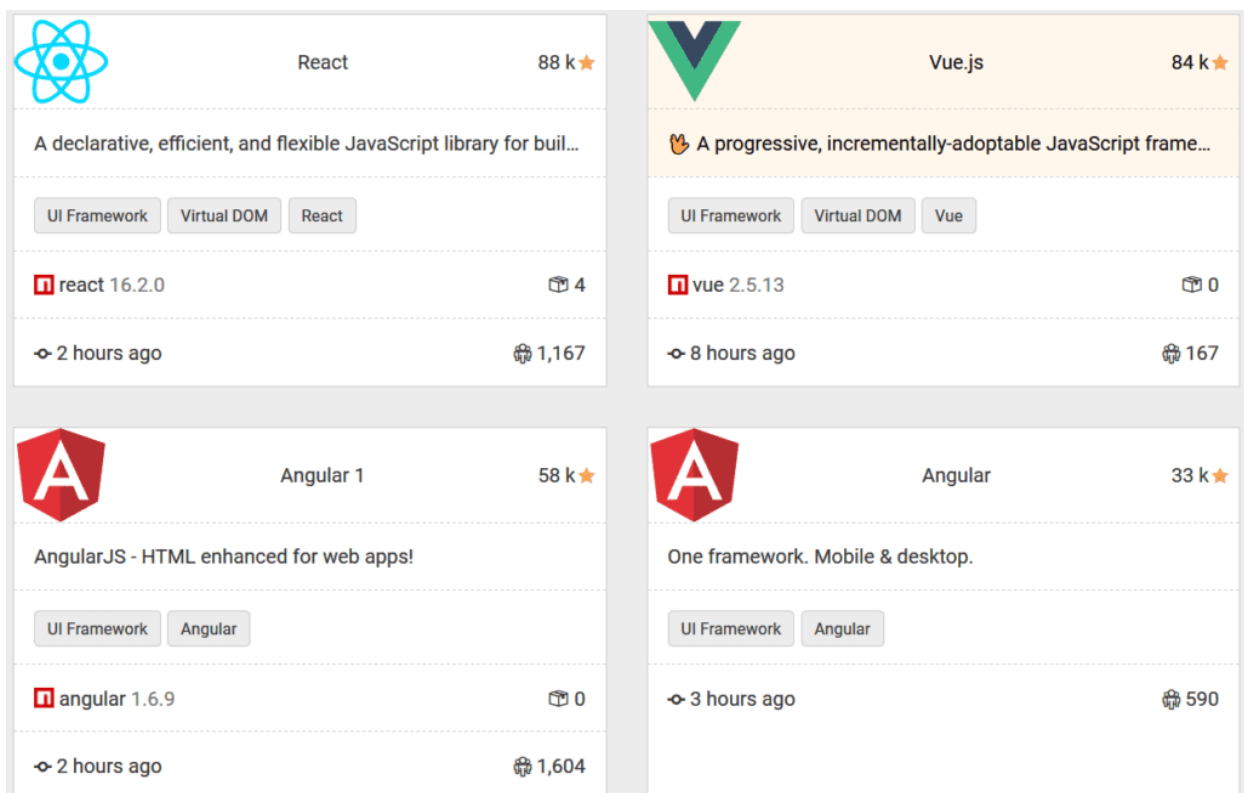 React 88 k
A declarative, efficient, and flexible JavaScript library for buil...
UI Framework Virtual DOM React
react 16.2.0 4
2 hours ago 1,167
Vue.js 84 k
🖖 A progressive, incrementally-adoptable JavaScript frame...
UI Framework Virtual DOM Vue
vue 2.5.13 0
8 hours ago 167
Angular 1 58 k
AngularJS - HTML enhanced for web apps!
UI Framework Angular
angular 1.6.9 0
2 hours ago 1,604
Angular 33 k
One framework. Mobile & desktop.
UI Framework Angular
3 hours ago 590